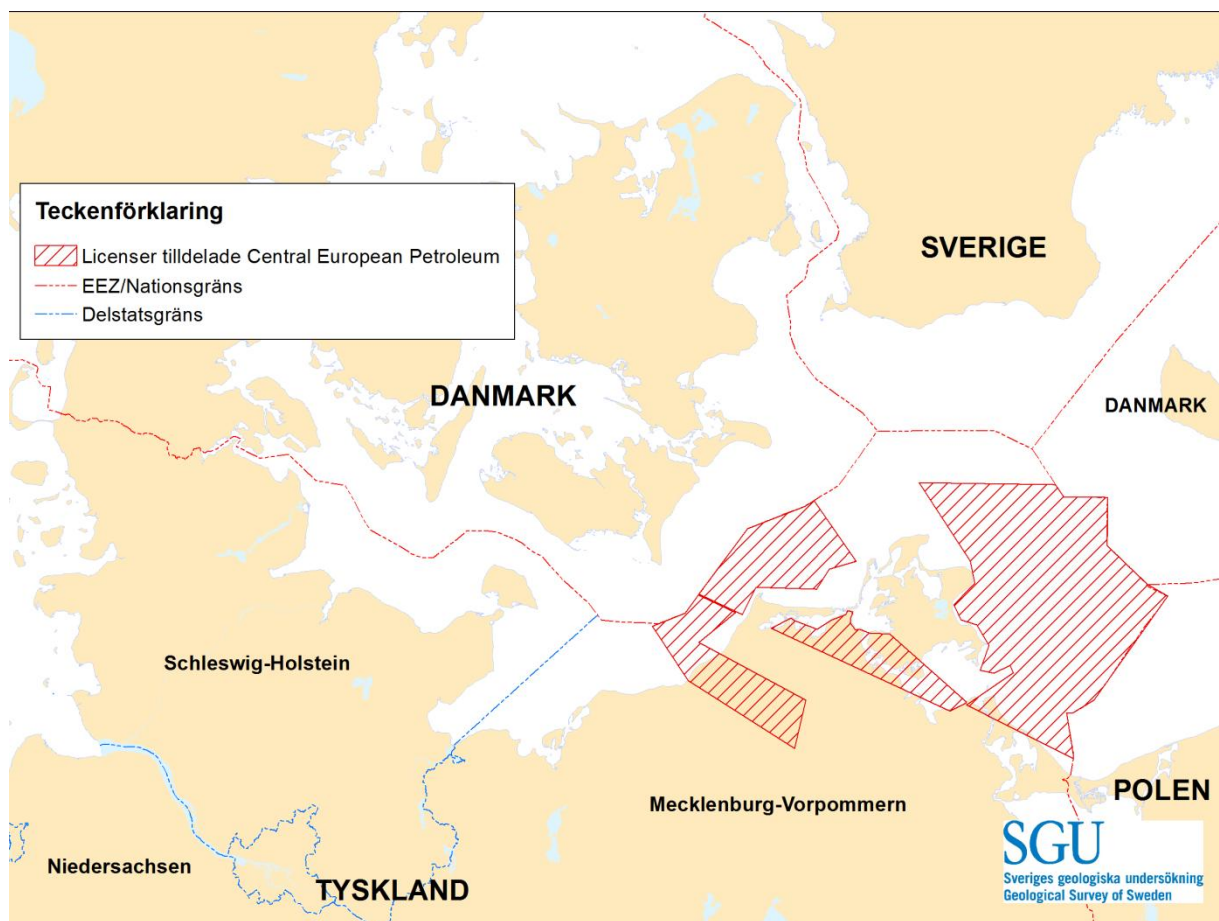 Teckenförklaring
Licenser tilldelade Central European Petroleum
EEZ/Nationsgräns
Delstatsgräns
SVERIGE
DANMARK
DANMARK
Schleswig-Holstein
Mecklenburg-Vorpommern
POLEN
Niedersachsen
TYSKLAND
SGU
Sveriges geologiska undersökning
Geological Survey of Sweden